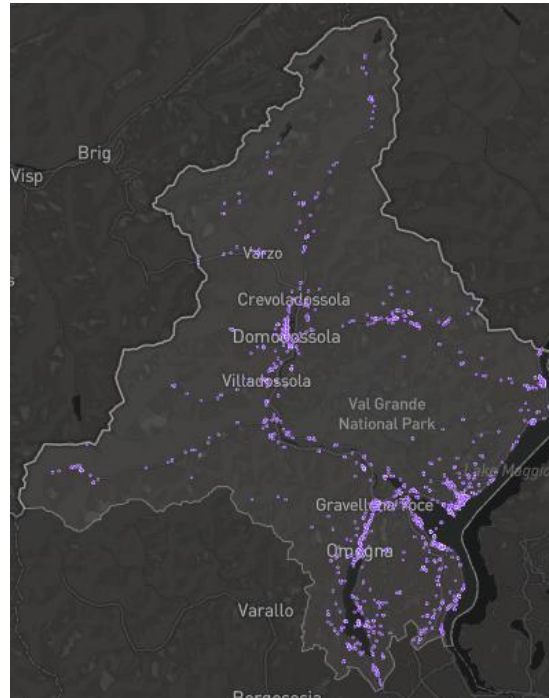 Brig
Visp
s
Varzo
Crevoladossola
Domodossola
Villadossola
Val Grande
National Park
Lake Maggio
Gravellona Toce
Omegna
Varallo
Borgosesia